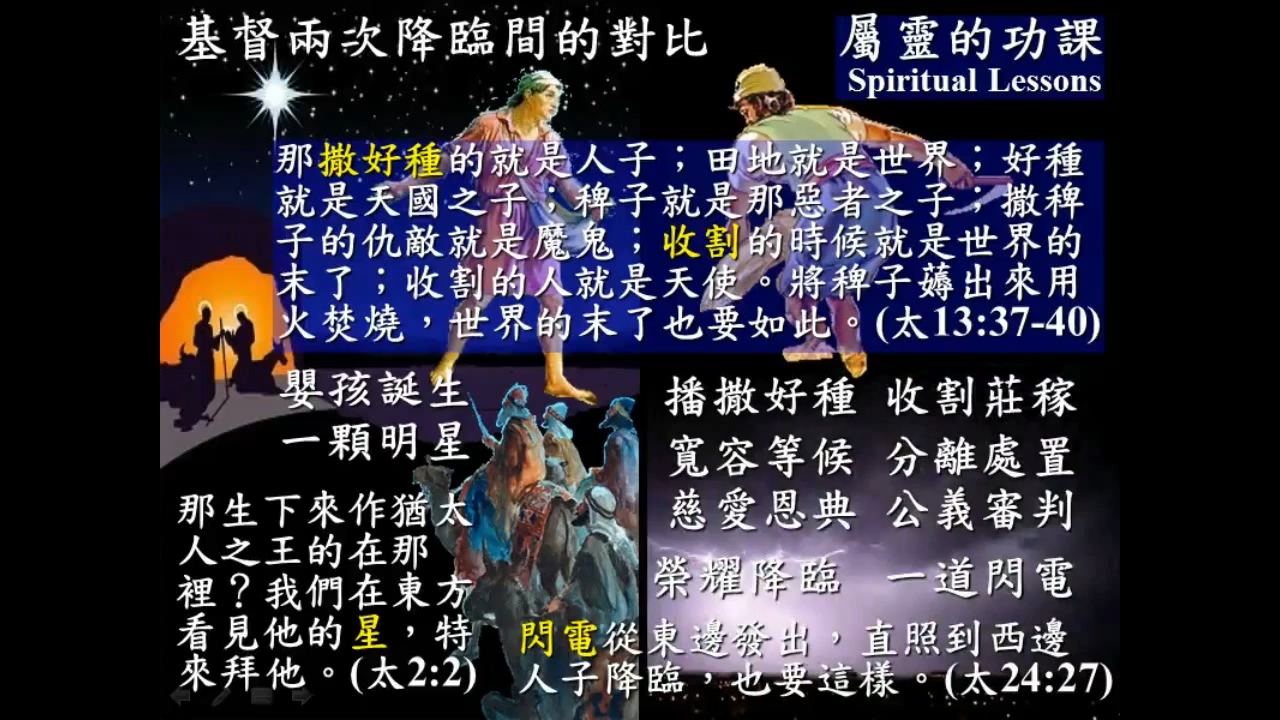 基督兩次降臨間的對比
屬靈的功課
Spiritual Lessons
那撒好種的就是人子；田地就是世界；好種
就是天國之子；稗子就是那惡者之子；撒稗
子的仇敵就是魔鬼；收割的時候就是世界的
末了；收割的人就是天使。將稗子薅出來用
火焚燒，世界的末了也要如此。(太13:37-40)
嬰孩誕生
一顆明星
那生下來作猶太
人之王的在那
裡？我們在東方
看見他的星，特
來拜他。(太2:2)
播撒好種 收割莊稼
寬容等候 分離處置
慈愛恩典 公義審判
榮耀降臨 一道閃電
閃電從東邊發出，直照到西邊
人子降臨，也要這樣。(太24:27)